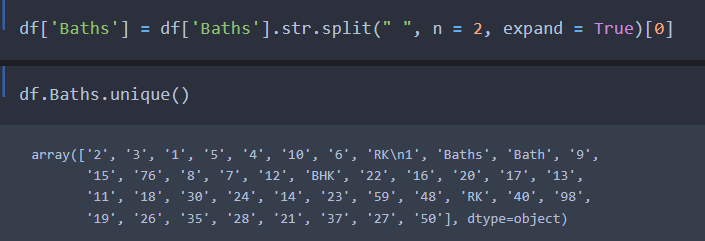 df['Baths'] = df['Baths'].str.split(" ", n = 2, expand = True)[0]
df.Baths.unique()
array(['2', '3', '1', '5', '4', '10', '6', 'RK\n1', 'Baths', 'Bath', '9',
'15', '76', '8', '7', '12', 'BHK', '22', '16', '20', '17', '13',
'11', '18', '30', '24', '14', '23', '59', '48', 'RK', '40', '98',
'19', '26', '35', '28', '21', '37', '27', '50'], dtype=object)